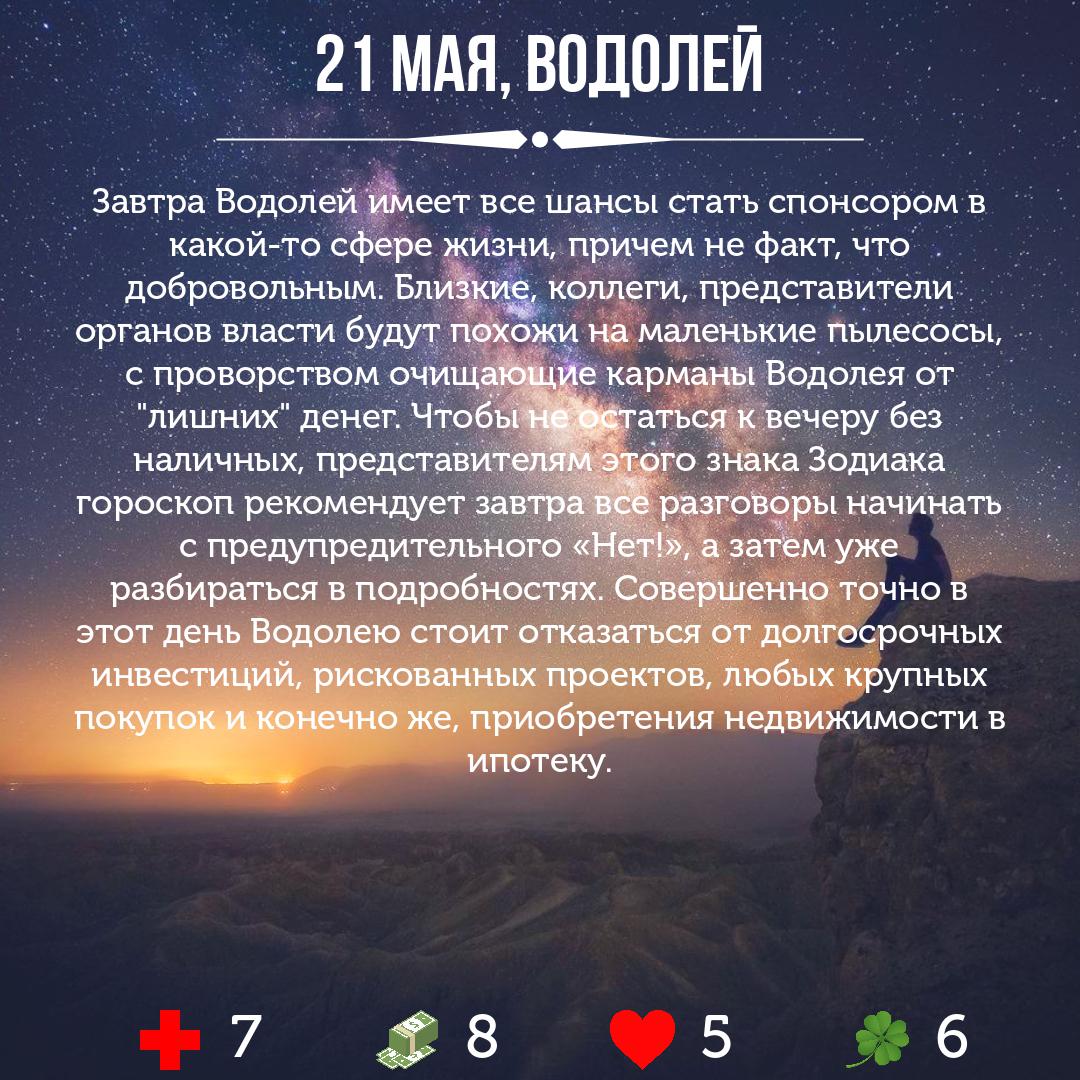 21 МАЯ, ВОДОЛЕЙ
Завтра Водолей имеет все шансы стать спонсором в
какой-то сфере жизни, причем не факт, что
добровольным. Близкие, коллеги, представители
органов власти будут похожи на маленькие пылесосы,
с проворством очищающие карманы Водолея от
"лишних" денег. Чтобы не остаться к вечеру без
наличных, представителям этого знака Зодиака
гороскоп рекомендует завтра все разговоры начинать
с предупредительного «Нет!», а затем уже
разбираться в подробностях. Совершенно точно в
этот день Водолею стоит отказаться от долгосрочных
инвестиций, рискованных проектов, любых крупных
покупок и конечно же, приобретения недвижимости в
ипотеку.
7 8 5 6